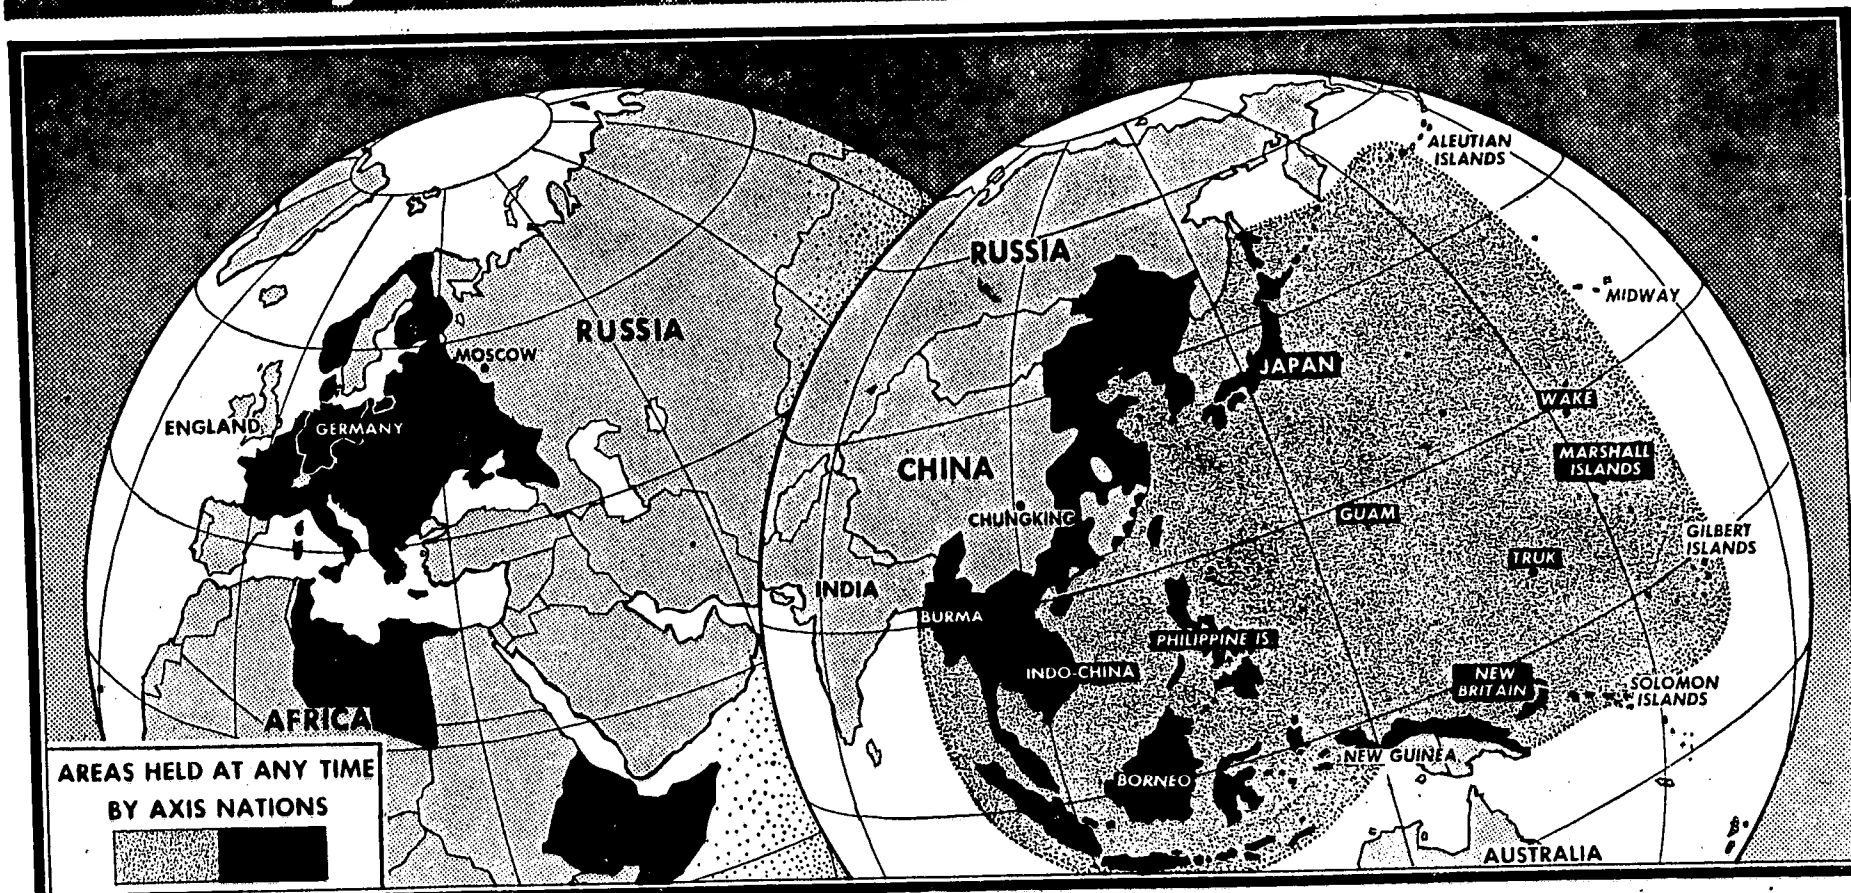 RUSSIA
MOSCOW
ENGLAND
GERMANY
AFRICA
AREAS HELD AT ANY TIME
BY AXIS NATIONS
ALEUTIAN
ISLANDS
RUSSIA
MIDWAY
JAPAN
WAKE
MARSHALL
ISLANDS
CHINA
CHUNGKING
GUAM
GILBERT
ISLANDS
TRUK
INDIA
BURMA
PHILIPPINE IS.
INDO-CHINA
NEW
BRITAIN
SOLOMON
ISLANDS
NEW GUINEA
BORNEO
AUSTRALIA